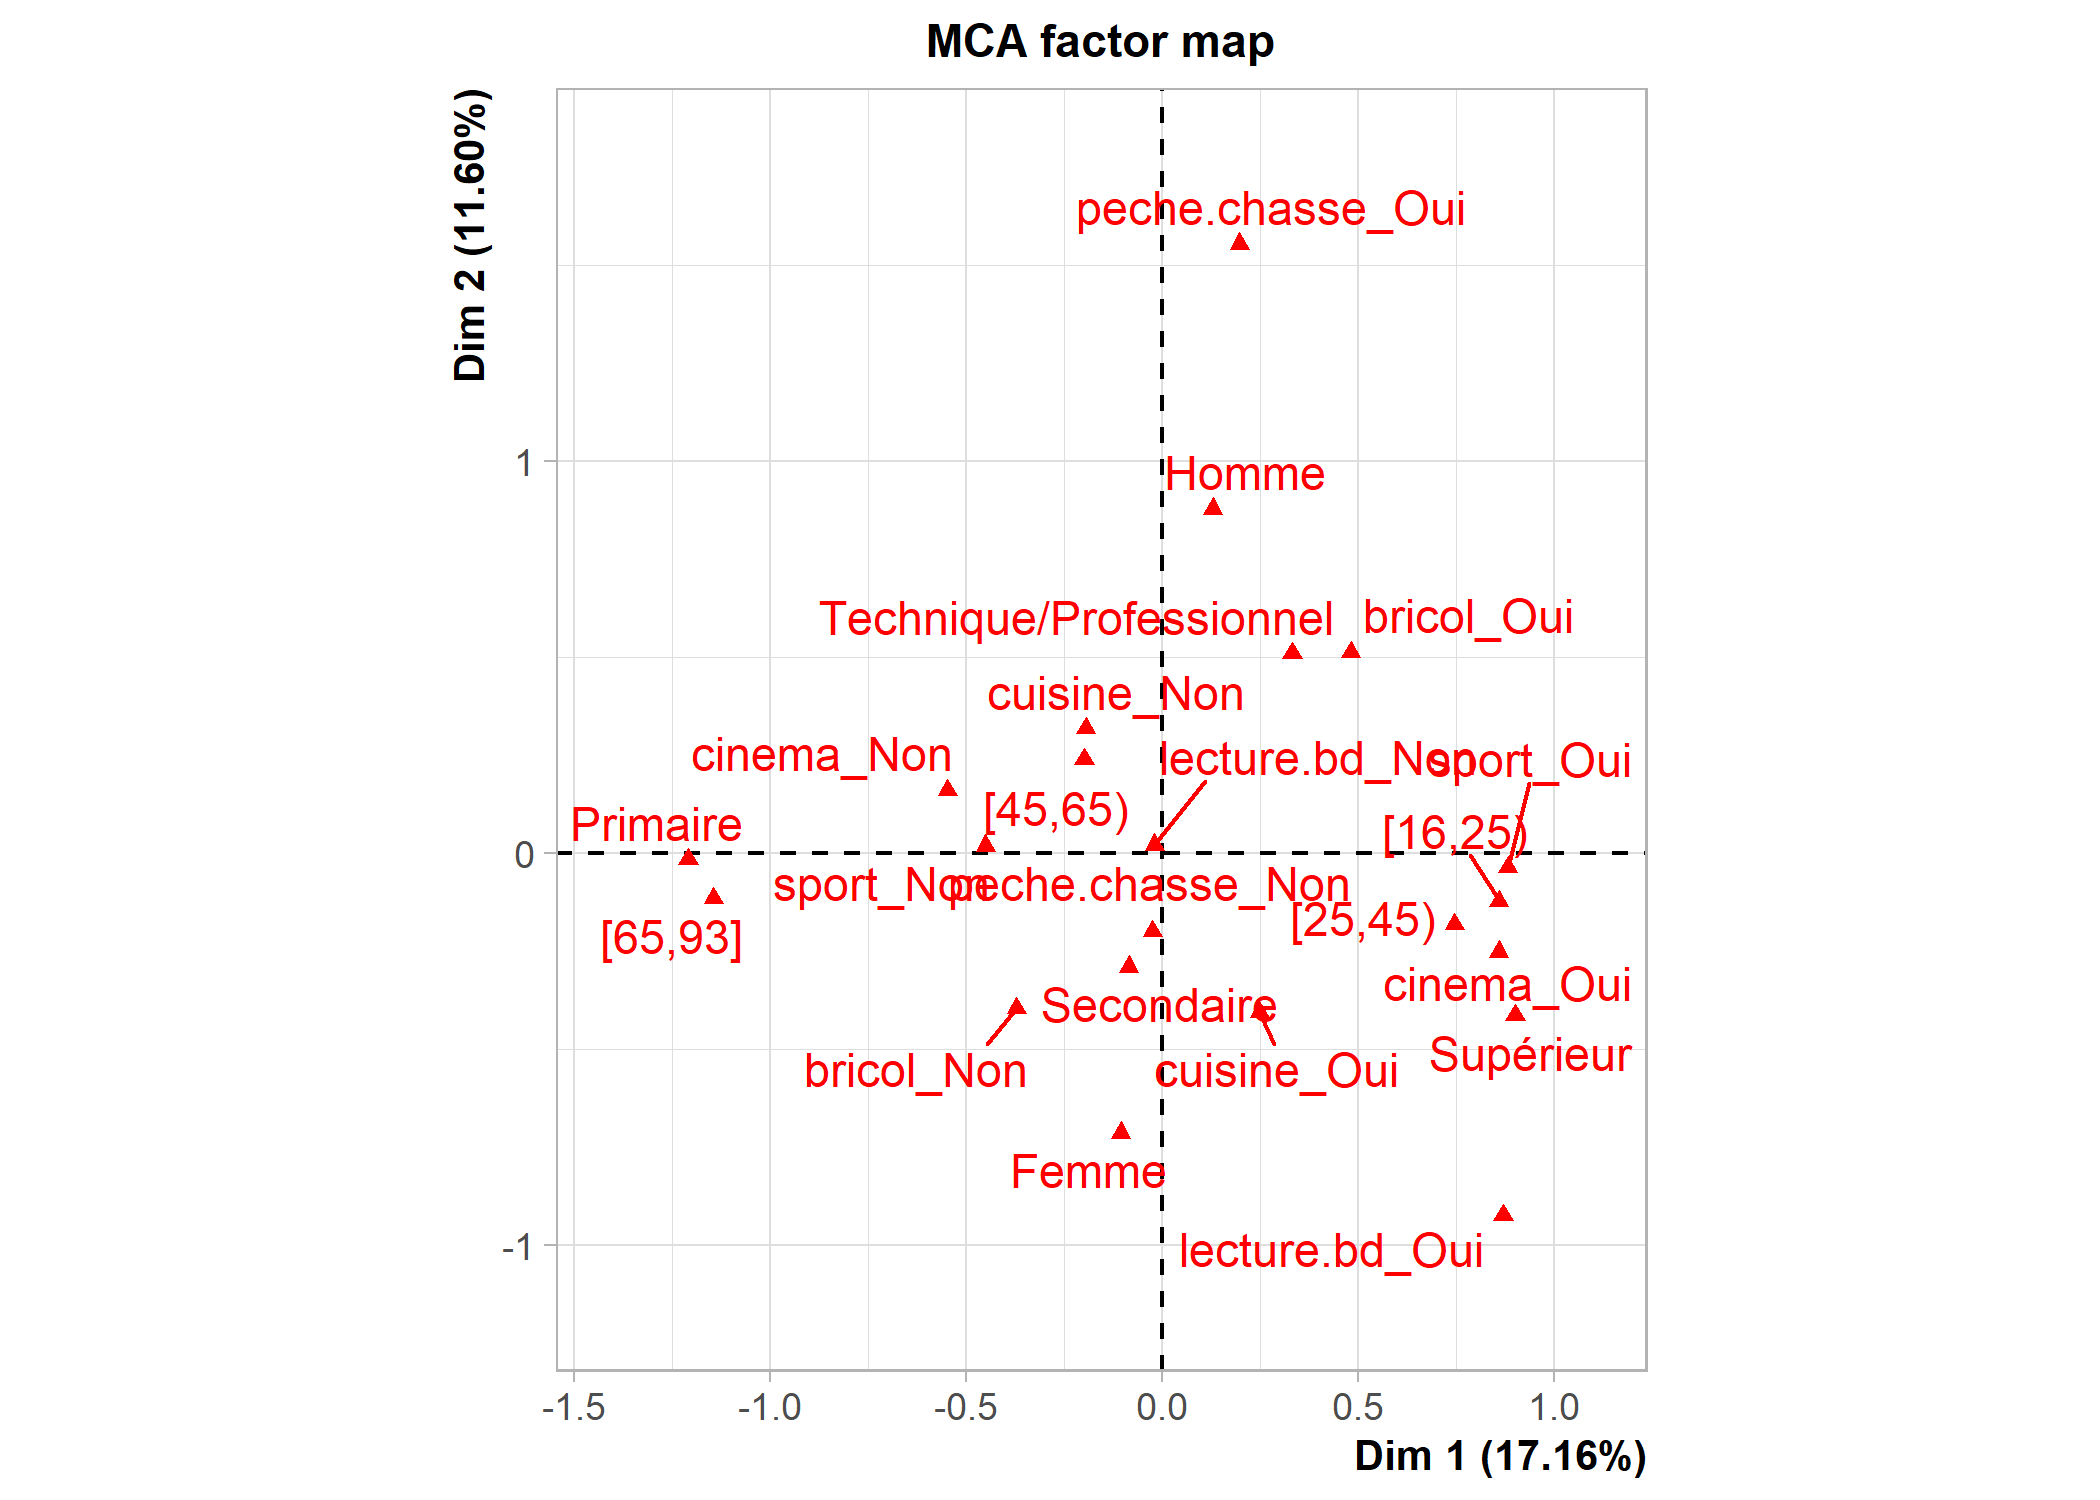 MCA factor map
Dim 2 (11.60%)
peche.chasse_Oui
1
Homme
Technique/Professionnel
bricol_Oui
cuisine_Non
cinema_Non
lecture.bd_Non
sport_Oui
[45,65)
Primaire
[16,25)
0
sport_Non
peche.chasse_Non
[25,45)
[65,93]
cinema_Oui
Secondaire
Supérieur
bricol_Non
cuisine_Oui
Femme
-1
lecture.bd_Oui
-1.5 -1.0 -0.5 0.0 0.5 1.0
Dim 1 (17.16%)